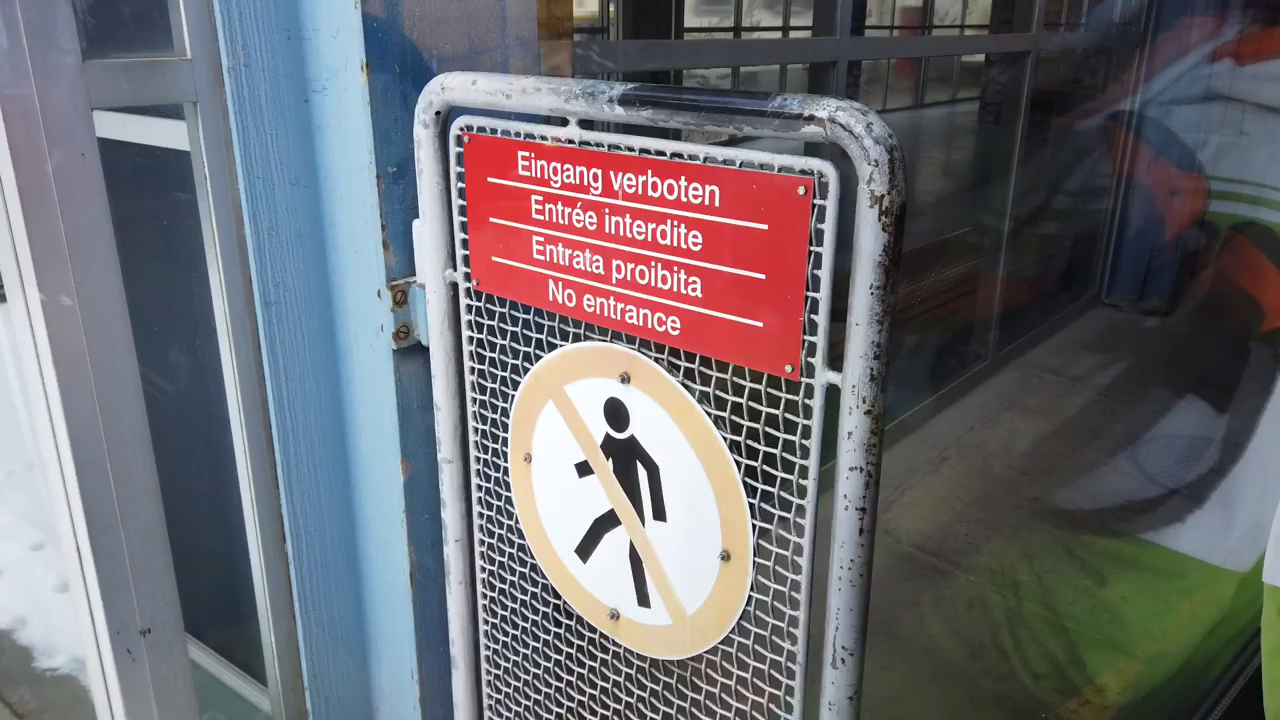 Eingang verboten
Entrée interdite
Entrata proibita
No entrance